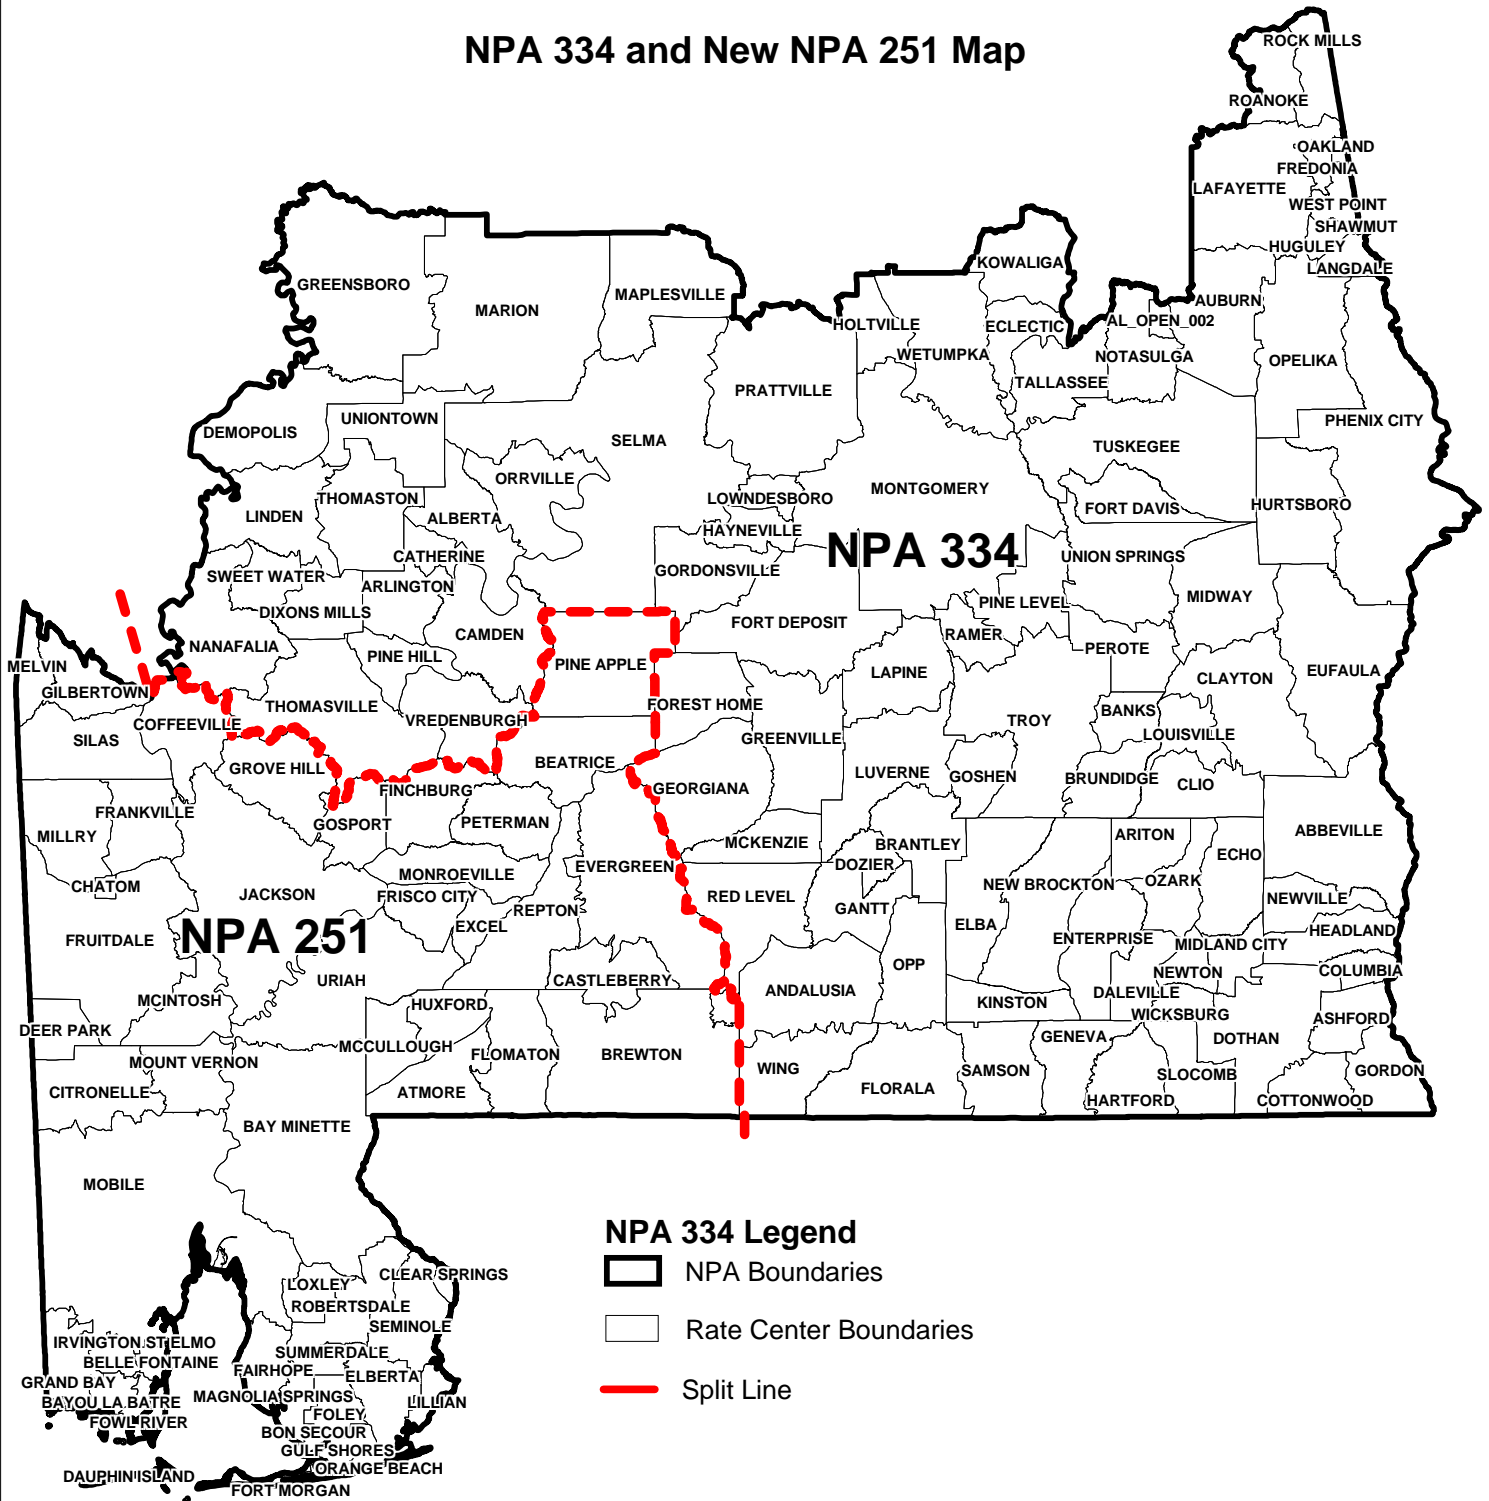 NPA 334 and New NPA 251 Map
ROCK MILLS
ROANOKE
OAKLAND
FREDONIA
LAFAYETTE
WEST POINT
SHAWMUT
HUGULEY
LANGDALE
KOWALIGA
GREENSBORO
MAPLESVILLE
MARION
AUBURN
HOLTVILLE
ECLECTIC
AL_OPEN_002
WETUMPKA
NOTASULGA
OPELIKA
TALLASSEE
PRATTVILLE
UNIONTOWN
PHENIX CITY
DEMOPOLIS
SELMA
TUSKEGEE
ORRVILLE
MONTGOMERY
THOMASTON
LOWNDESBORO
HURTSBORO
FORT DAVIS
LINDEN
ALBERTA
HAYNEVILLE
NPA 334
CATHERINE
UNION SPRINGS
GORDONSVILLE
SWEET WATER
ARLINGTON
MIDWAY
PINE LEVEL
DIXONS MILLS
FORT DEPOSIT
CAMDEN
RAMER
NANAFALIA
PEROTE
PINE HILL
MELVIN
PINE APPLE
LAPINE
EUFAULA
CLAYTON
GILBERTOWN
THOMASVILLE
FOREST HOME
BANKS
VREDENBURGH
TROY
COFFEEVILLE
LOUISVILLE
SILAS
GREENVILLE
BEATRICE
GROVE HILL
LUVERNE
GOSHEN
BRUNDIDGE
CLIO
FINCHBURG
GEORGIANA
FRANKVILLE
GOSPORT
PETERMAN
ABBEVILLE
MILLRY
ARITON
MCKENZIE
BRANTLEY
ECHO
EVERGREEN
DOZIER
MONROEVILLE
CHATOM
NEW BROCKTON
OZARK
JACKSON
FRISCO CITY
RED LEVEL
NEWVILLE
REPTON
GANTT
ELBA
EXCEL
HEADLAND
NPA 251
FRUITDALE
ENTERPRISE
MIDLAND CITY
OPP
COLUMBIA
NEWTON
URIAH
CASTLEBERRY
ANDALUSIA
DALEVILLE
MCINTOSH
HUXFORD
KINSTON
WICKSBURG
ASHFORD
DEER PARK
GENEVA
DOTHAN
MCCULLOUGH
FLOMATON
BREWTON
MOUNT VERNON
WING
SAMSON
GORDON
SLOCOMB
FLORALA
CITRONELLE
ATMORE
HARTFORD
COTTONWOOD
BAY MINETTE
MOBILE
NPA 334 Legend
NPA Boundaries
CLEAR SPRINGS
LOXLEY
ROBERTSDALE
SEMINOLE
Rate Center Boundaries
IRVINGTON ST ELMO
SUMMERDALE
BELLE FONTAINE
FAIRHOPE
ELBERTA
GRAND BAY
Split Line
MAGNOLIA SPRINGS
BAYOU LA BATRE
LILLIAN
FOLEY
FOWL RIVER
BON SECOUR
GULF SHORES
ORANGE BEACH
DAUPHIN ISLAND
FORT MORGAN